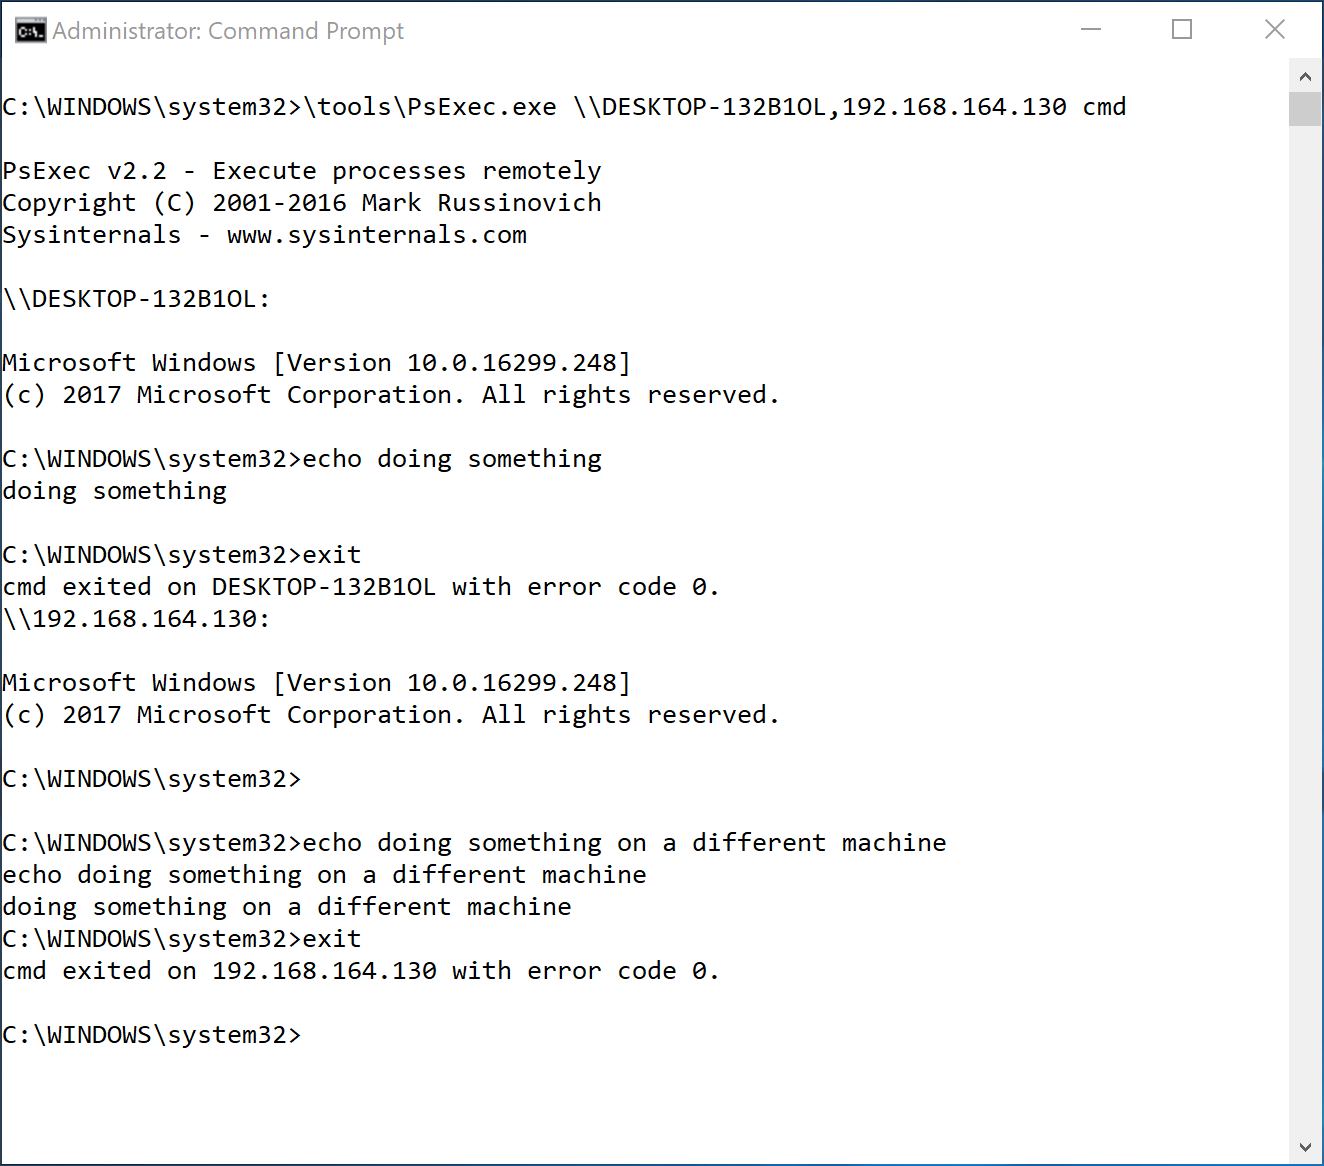 Administrator: Command Prompt
C:\WINDOWS\system32>\tools\PsExec.exe \\DESKTOP-132B1OL,192.168.164.130 cmd
PsExec v2.2 - Execute processes remotely
Copyright (C) 2001-2016 Mark Russinovich
Sysinternals - www.sysinternals.com
\\DESKTOP-132B1OL:
Microsoft Windows [Version 10.0.16299.248]
(c) 2017 Microsoft Corporation. All rights reserved.
C:\WINDOWS\system32>echo doing something
doing something
C:\WINDOWS\system32>exit
cmd exited on DESKTOP-132B1OL with error code 0.
\\192.168.164.130:
Microsoft Windows [Version 10.0.16299.248]
(c) 2017 Microsoft Corporation. All rights reserved.
C:\WINDOWS\system32>
C:\WINDOWS\system32>echo doing something on a different machine
echo doing something on a different machine
doing something on a different machine
C:\WINDOWS\system32>exit
cmd exited on 192.168.164.130 with error code 0.
C:\WINDOWS\system32>